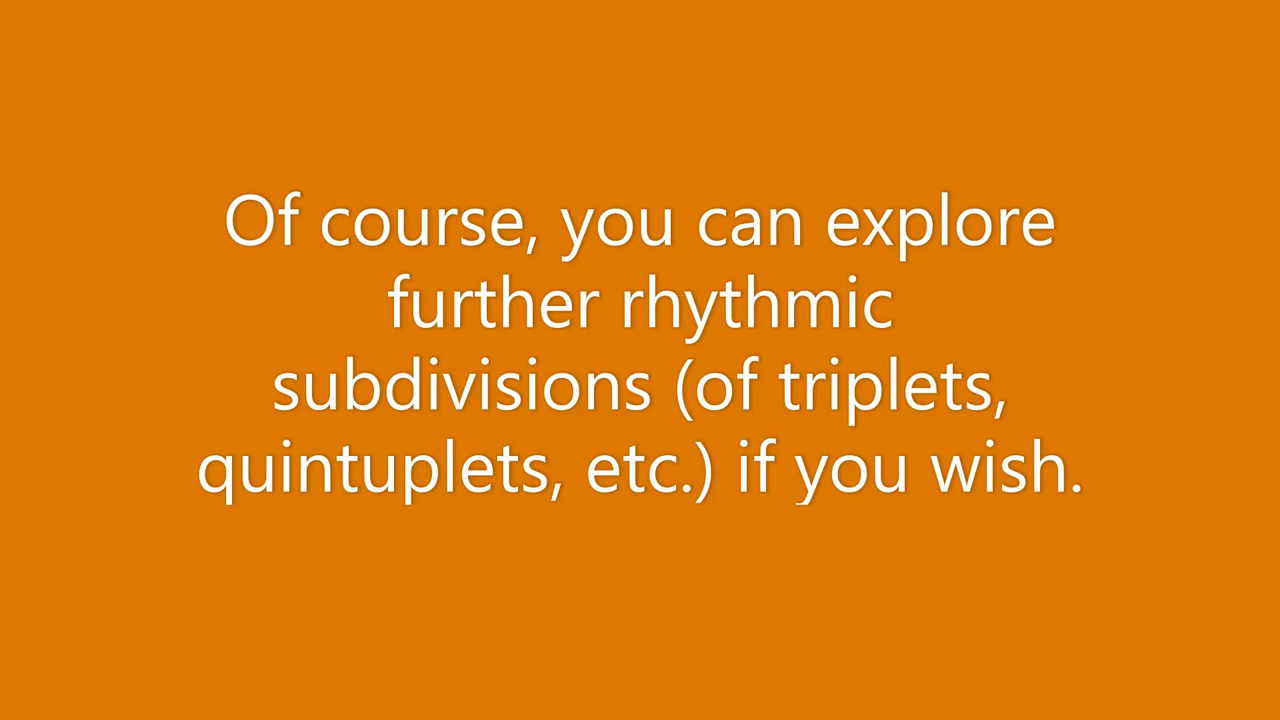 Of course, you can explore
further rhythmic
subdivisions (of triplets,
quintuplets, etc.) if you wish.